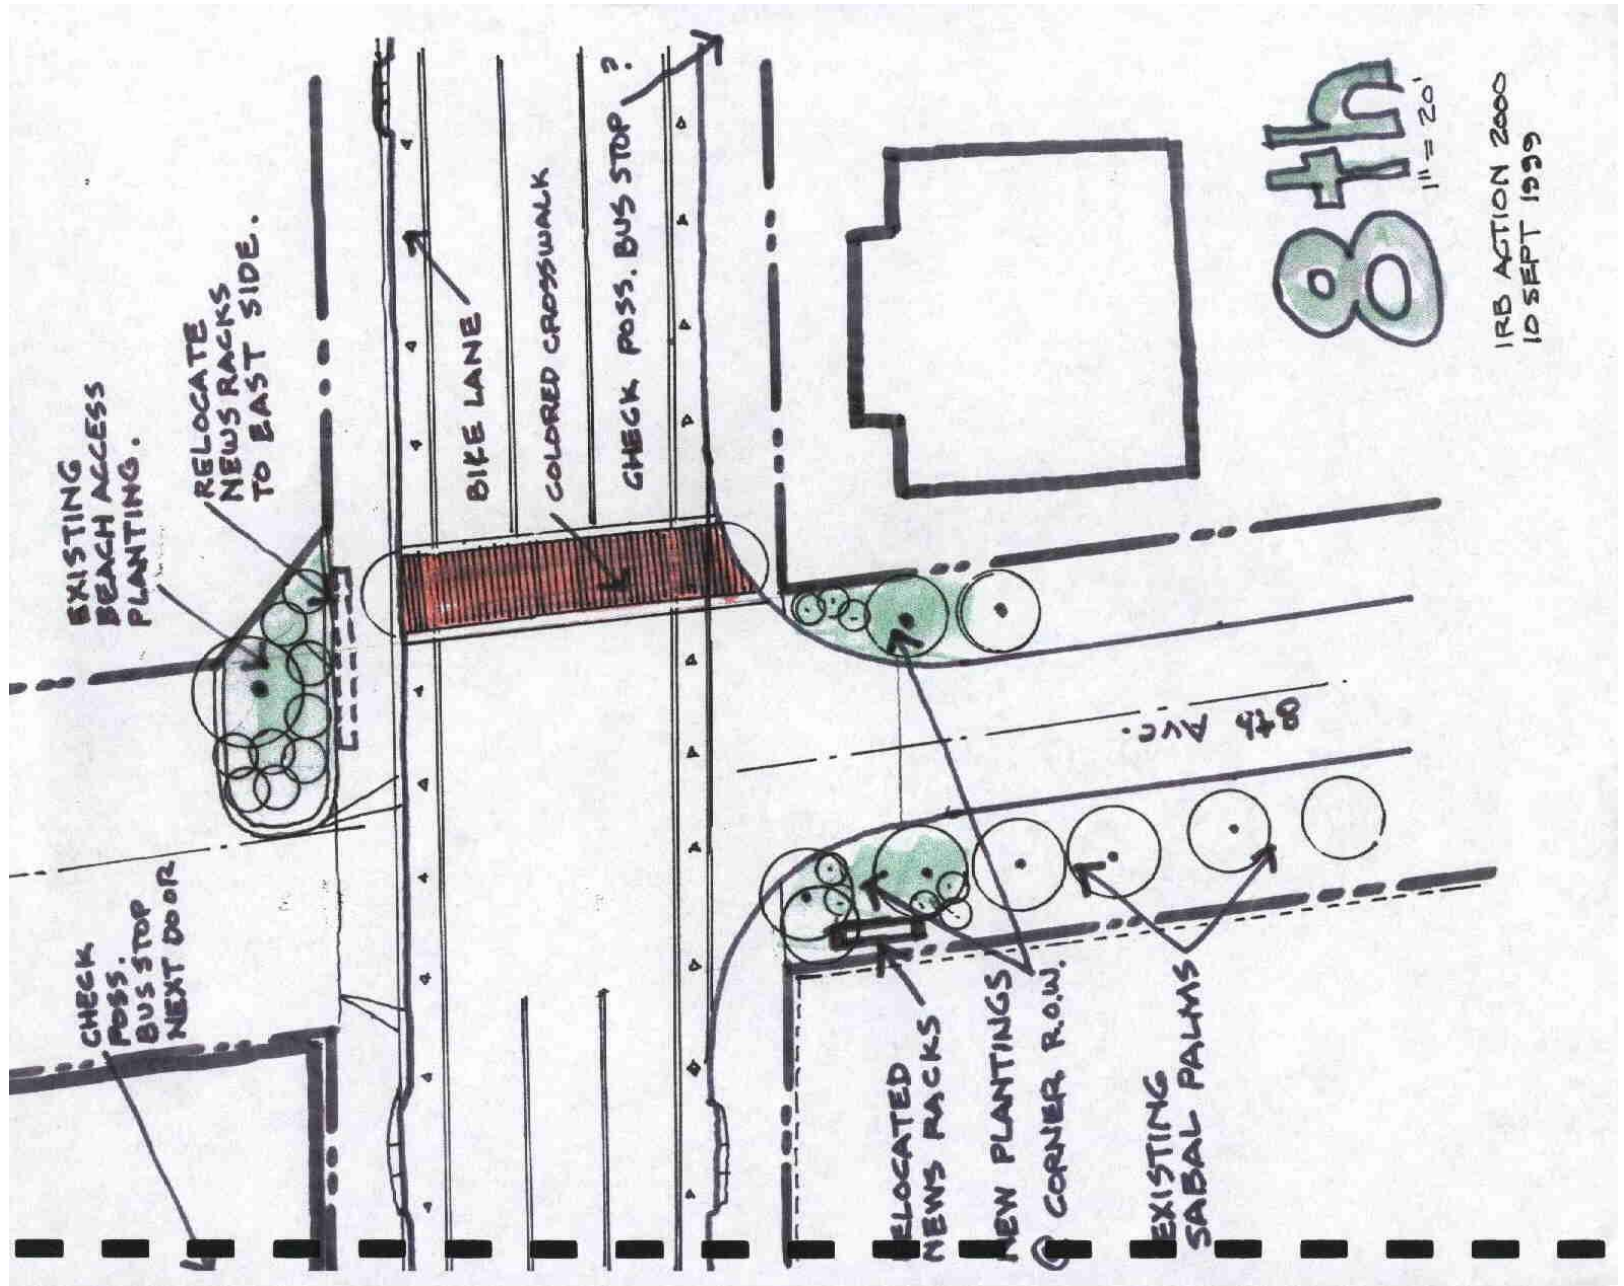 EXISTING
BEACH ACCESS
PLANTING.
RELOCATE
NEWSRACKS
TO EAST SIDE.
CHECK
POSS.
BUS STOP
NEXT DOOR
BIKE LANE
COLORED CROSSWALK
CHECK POSS. BUS STOP ?
RELOCATED
NEWS RACKS
NEW PLANTINGS
@ CORNER R.O.W.
EXISTING
SABAL PALMS
8th Ave.
8th
1" = 20'
IRB ACTION 2000
10 SEPT 1999